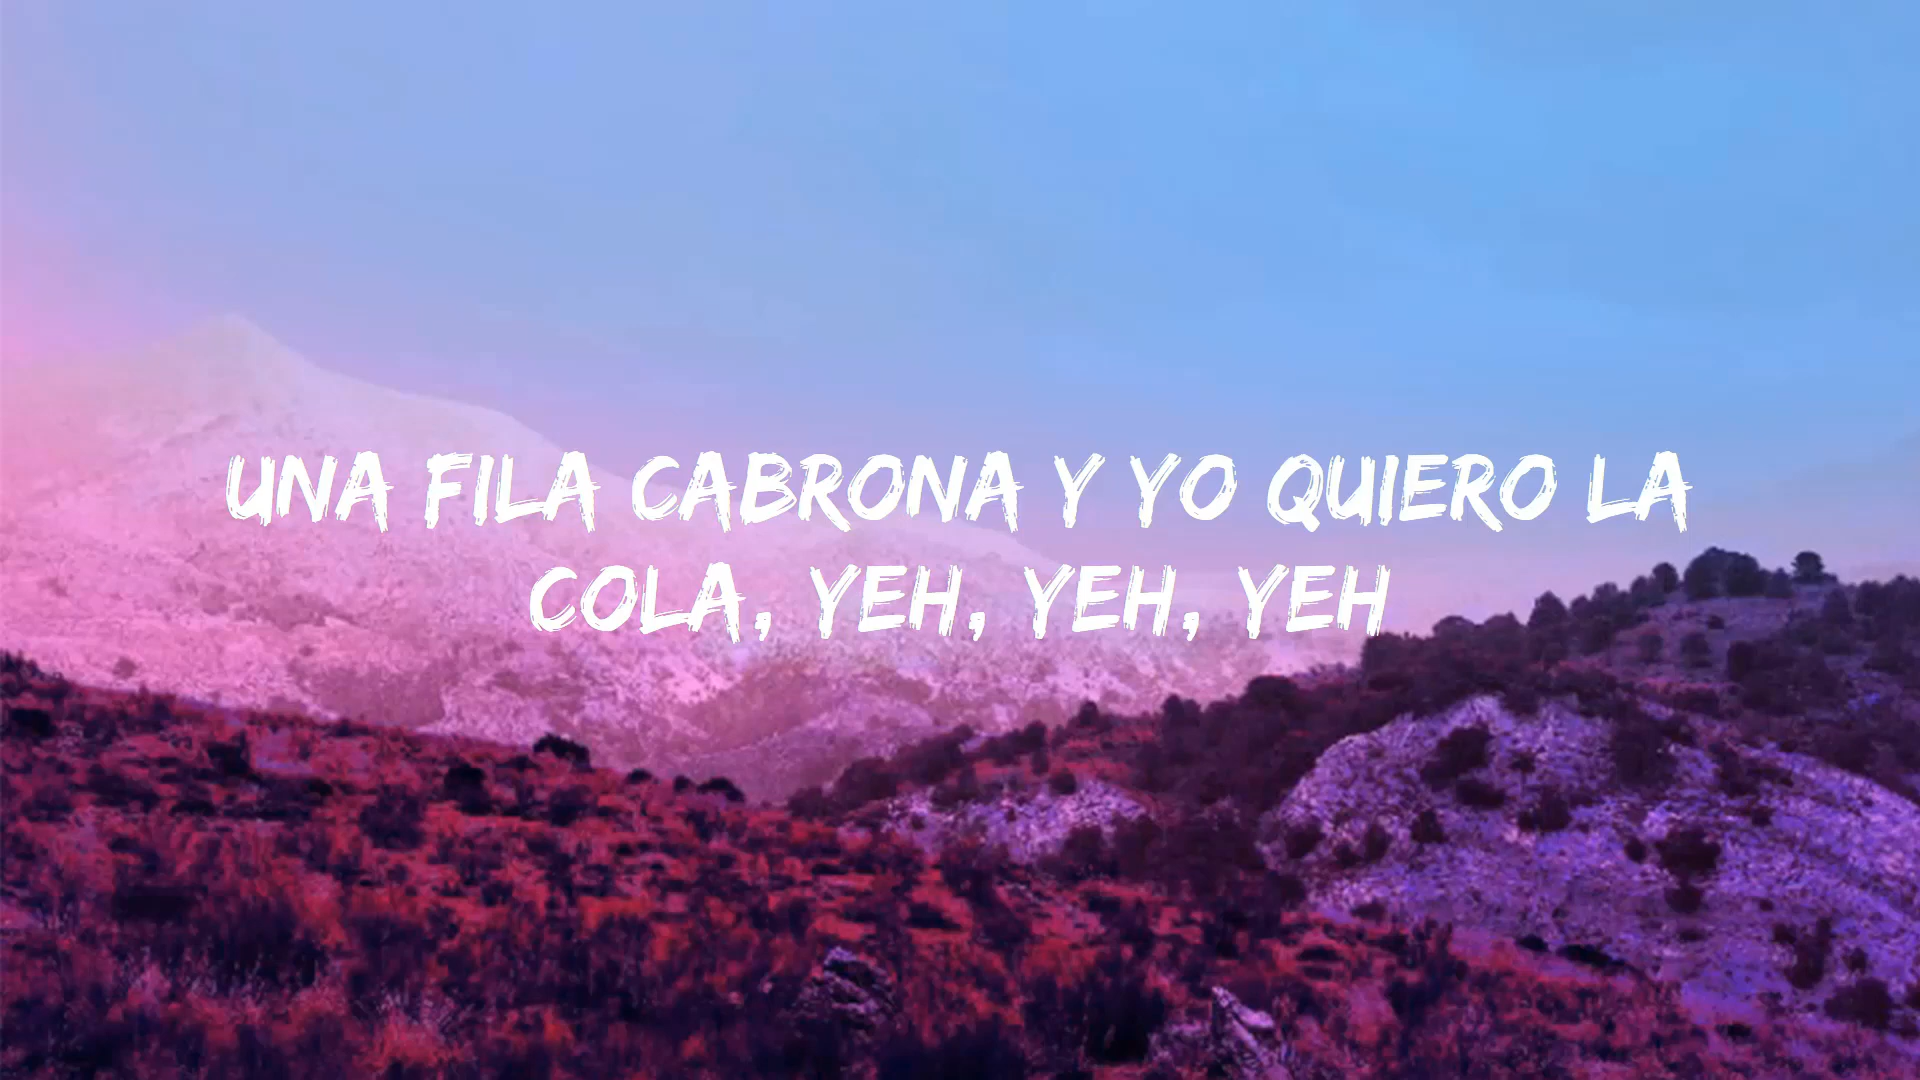 UNA FILA CABRONA Y YO QUIERO LA
COLA, YEH, YEH, YEH